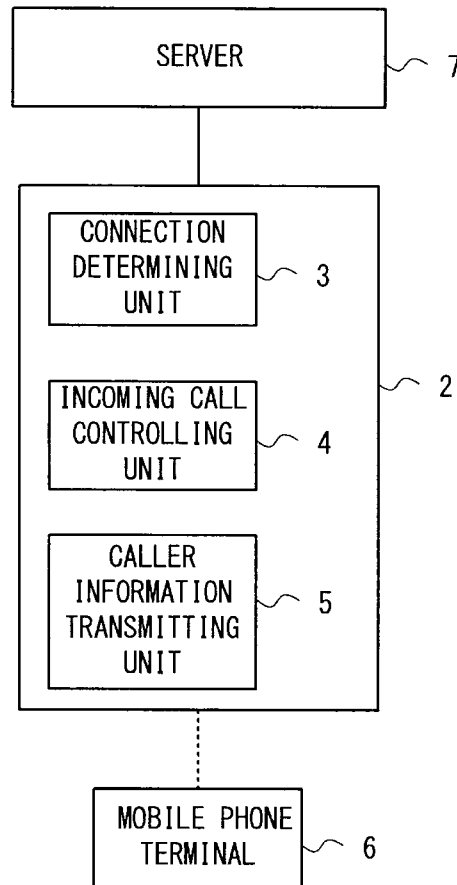 SERVER
7
CONNECTION
DETERMINING
UNIT
3
2
INCOMING CALL
CONTROLLING
UNIT
4
CALLER
INFORMATION
TRANSMITTING
UNIT
5
MOBILE PHONE
TERMINAL
6